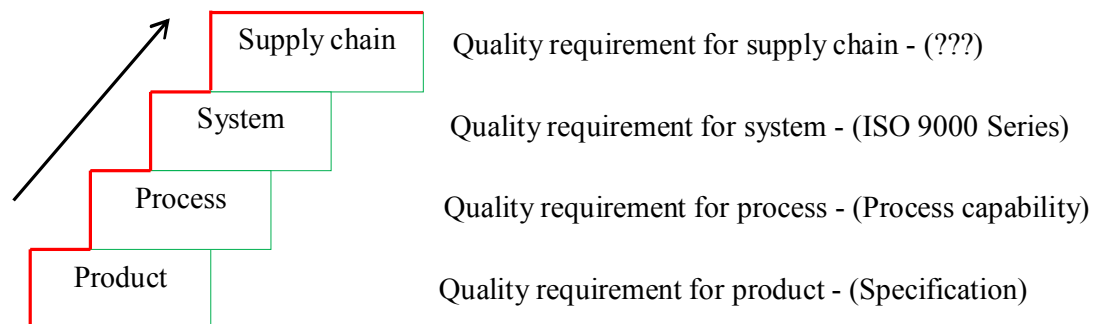 Supply chain Quality requirement for supply chain - (???)
System Quality requirement for system - (ISO 9000 Series)
Process Quality requirement for process - (Process capability)
Product Quality requirement for product - (Specification)